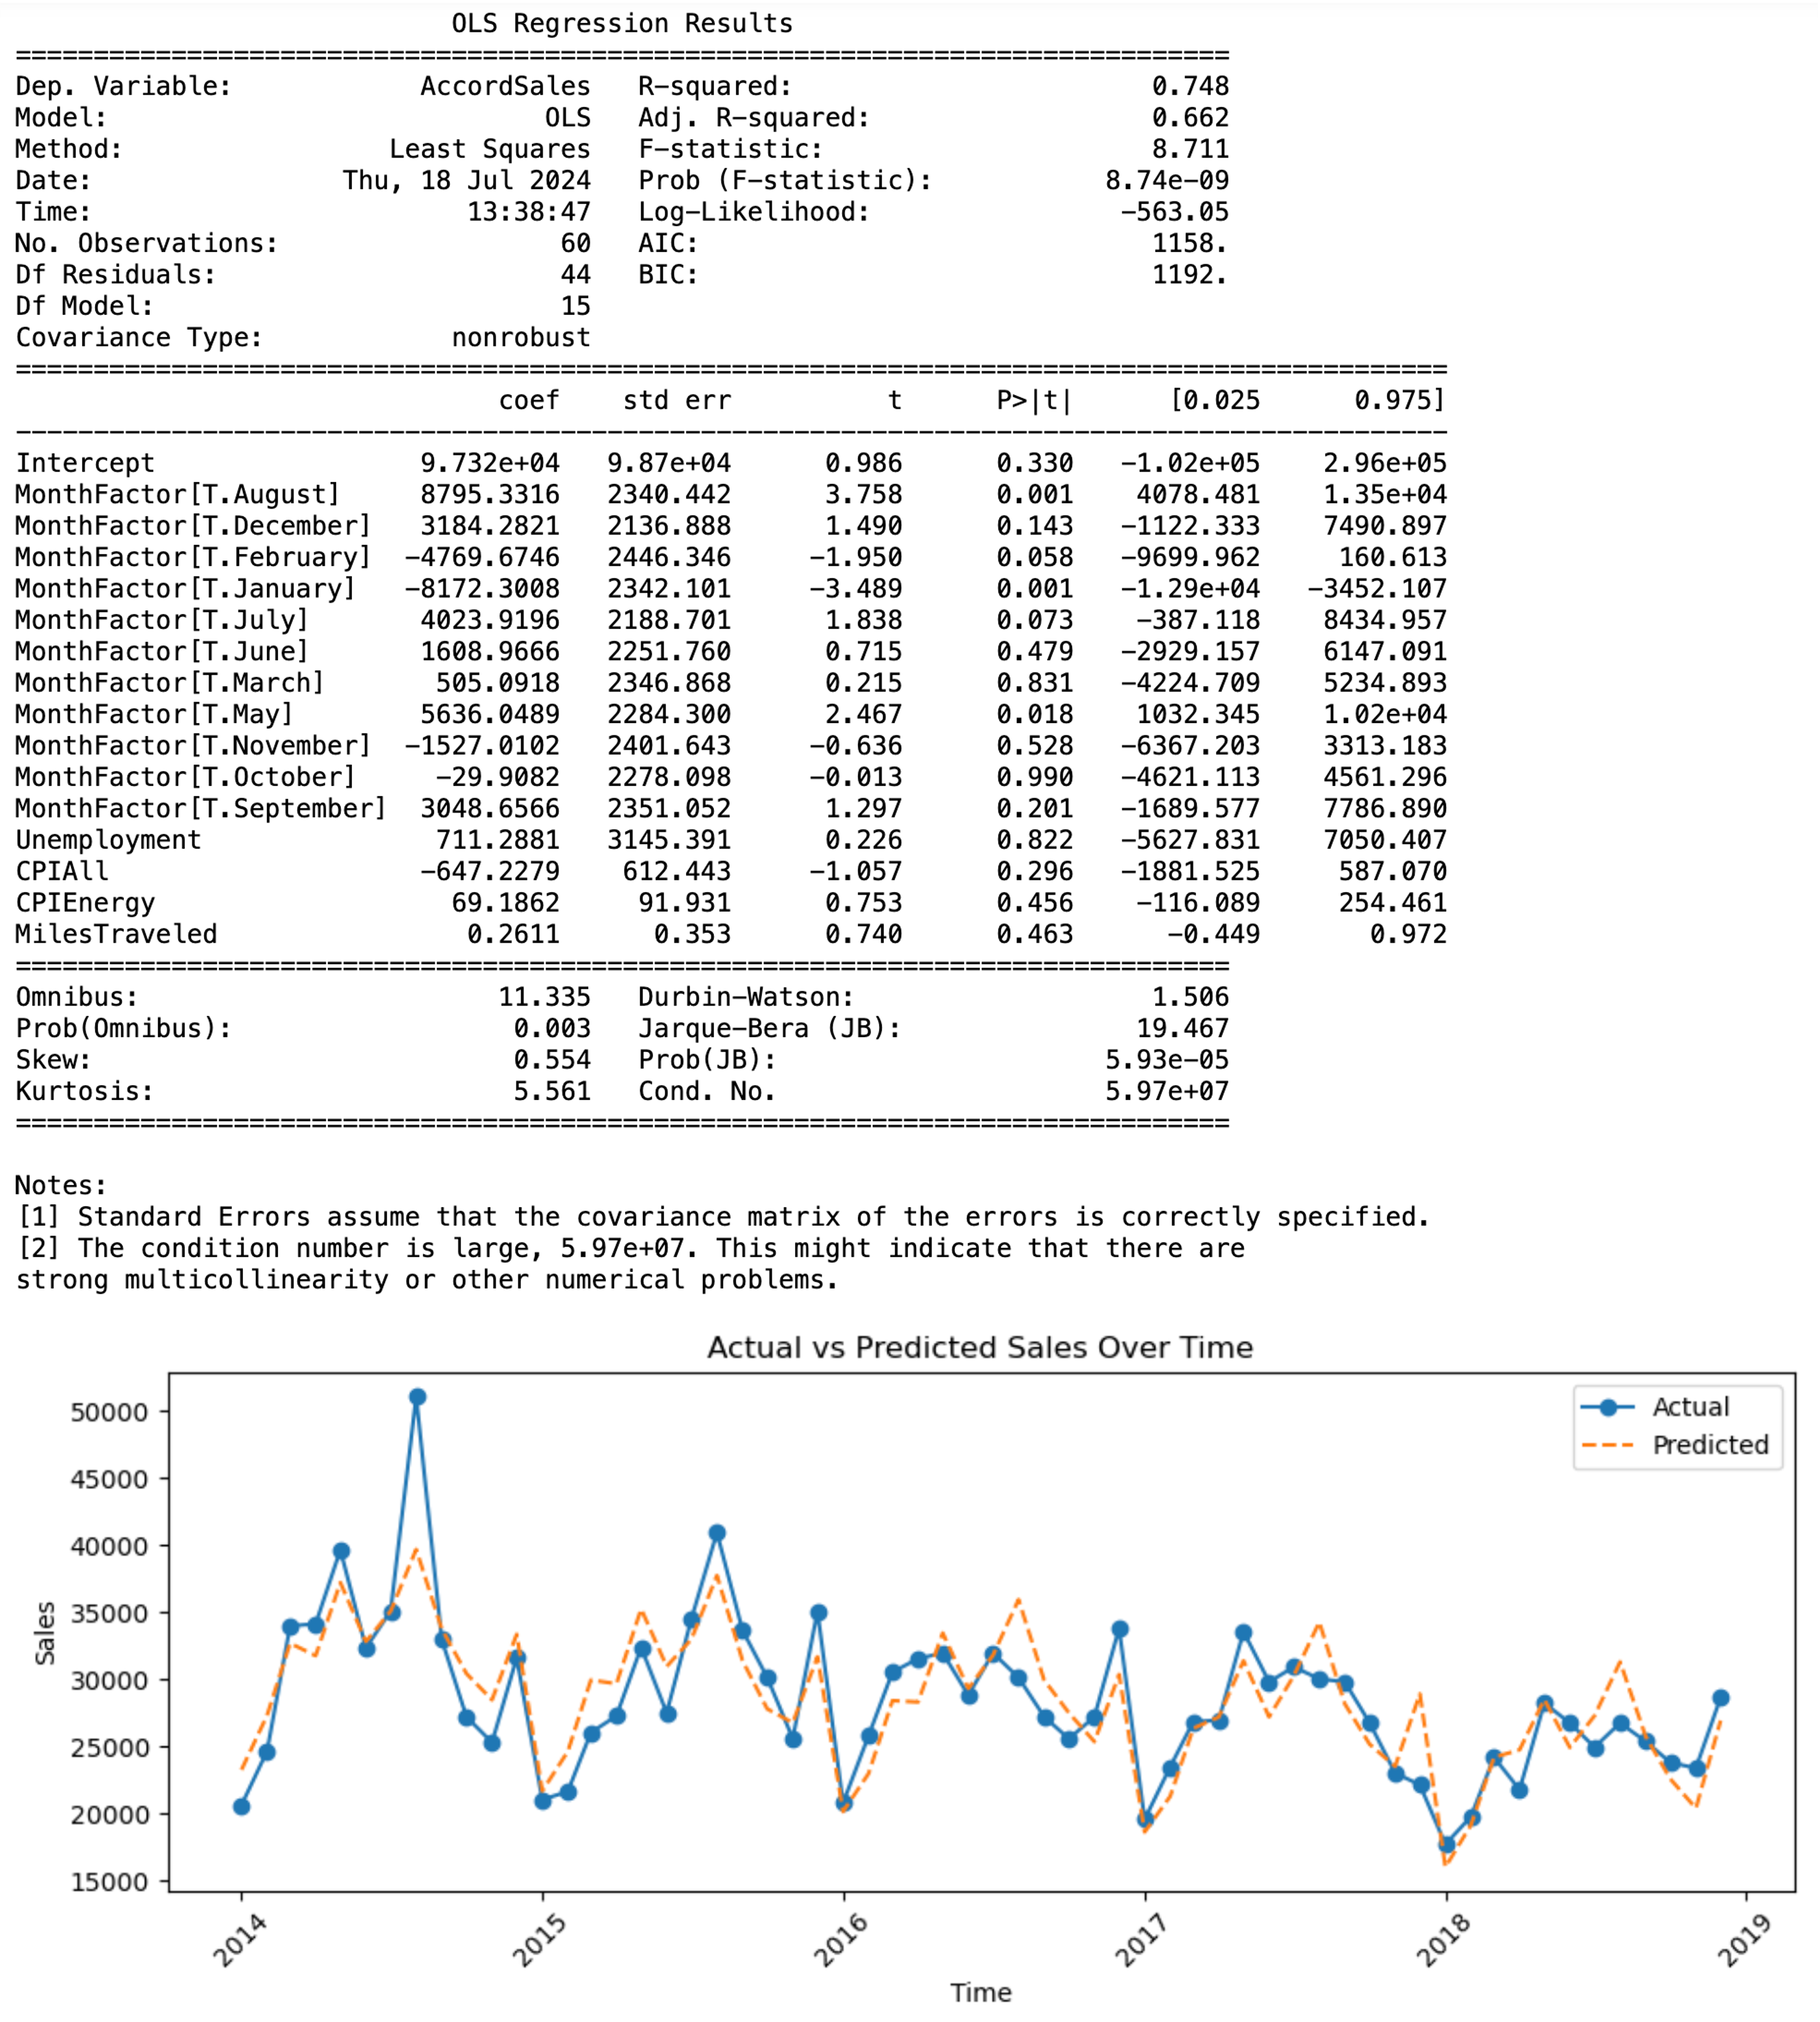 OLS Regression Results
==============================================================================
Dep. Variable: AccordSales R-squared: 0.748
Model: OLS Adj. R-squared: 0.662
Method: Least Squares F-statistic: 8.711
Date: Thu, 18 Jul 2024 Prob (F-statistic): 8.74e-09
Time: 13:38:47 Log-Likelihood: -563.05
No. Observations: 60 AIC: 1158.
Df Residuals: 44 BIC: 1192.
Df Model: 15
Covariance Type: nonrobust
============================================================================================
coef std err t P>|t| [0.025 0.975]
--------------------------------------------------------------------------------------------
Intercept 9.732e+04 9.87e+04 0.986 0.330 -1.02e+05 2.96e+05
MonthFactor[T.August] 8795.3316 2340.442 3.758 0.001 4078.481 1.35e+04
MonthFactor[T.December] 3184.2821 2136.888 1.490 0.143 -1122.333 7490.897
MonthFactor[T.February] -4769.6746 2446.346 -1.950 0.058 -9699.962 160.613
MonthFactor[T.January] -8172.3008 2342.101 -3.489 0.001 -1.29e+04 -3452.107
MonthFactor[T.July] 4023.9196 2188.701 1.838 0.073 -387.118 8434.957
MonthFactor[T.June] 1608.9666 2251.760 0.715 0.479 -2929.157 6147.091
MonthFactor[T.March] 505.0918 2346.868 0.215 0.831 -4224.709 5234.893
MonthFactor[T.May] 5636.0489 2284.300 2.467 0.018 1032.345 1.02e+04
MonthFactor[T.November] -1527.0102 2401.643 -0.636 0.528 -6367.203 3313.183
MonthFactor[T.October] -29.9082 2278.098 -0.013 0.990 -4621.113 4561.296
MonthFactor[T.September] 3048.6566 2351.052 1.297 0.201 -1689.577 7786.890
Unemployment 711.2881 3145.391 0.226 0.822 -5627.831 7050.407
CPIAll -647.2279 612.443 -1.057 0.296 -1881.525 587.070
CPIEnergy 69.1862 91.931 0.753 0.456 -116.089 254.461
MilesTraveled 0.2611 0.353 0.740 0.463 -0.449 0.972
==============================================================================
Omnibus: 11.335 Durbin-Watson: 1.506
Prob(Omnibus): 0.003 Jarque-Bera (JB): 19.467
Skew: 0.554 Prob(JB): 5.93e-05
Kurtosis: 5.561 Cond. No. 5.97e+07
==============================================================================
Notes:
[1] Standard Errors assume that the covariance matrix of the errors is correctly specified.
[2] The condition number is large, 5.97e+07. This might indicate that there are
strong multicollinearity or other numerical problems.
Actual vs Predicted Sales Over Time
Actual
Predicted
50000
45000
40000
35000
30000
25000
20000
15000
Sales
2014 2015 2016 2017 2018 2019
Time